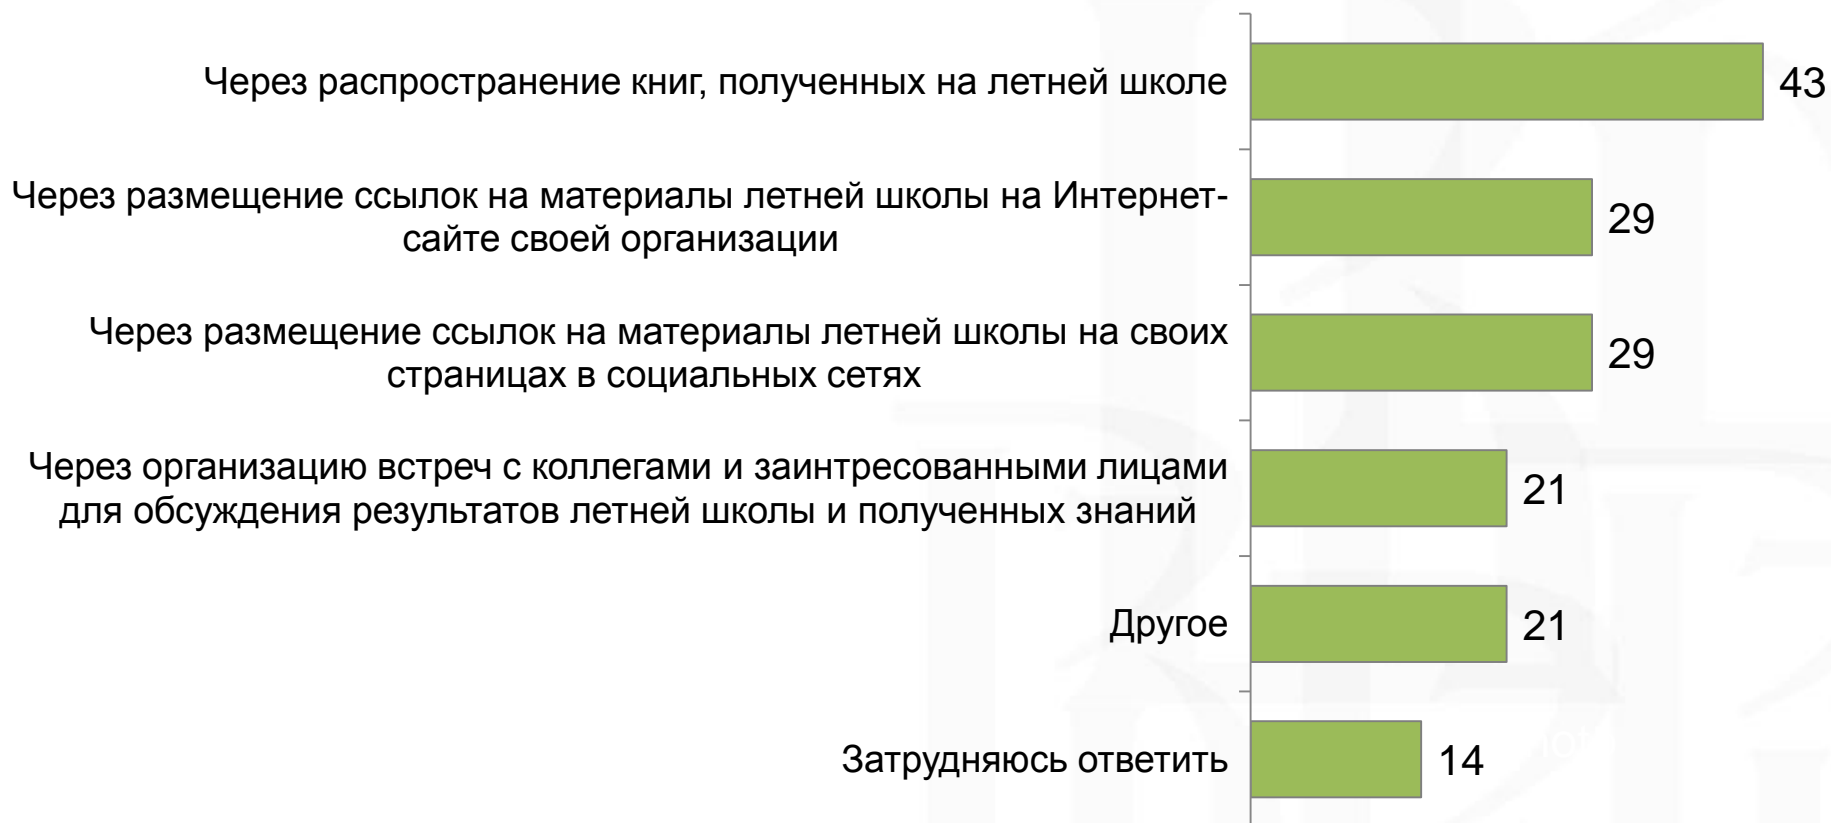 Через распространение книг, полученных на летней школе
43
Через размещение ссылок на материалы летней школы на Интернет-
сайте своей организации
29
Через размещение ссылок на материалы летней школы на своих
страницах в социальных сетях
29
Через организацию встреч с коллегами и заинтресованными лицами
для обсуждения результатов летней школы и полученных знаний
21
Другое
21
Затрудняюсь ответить
14